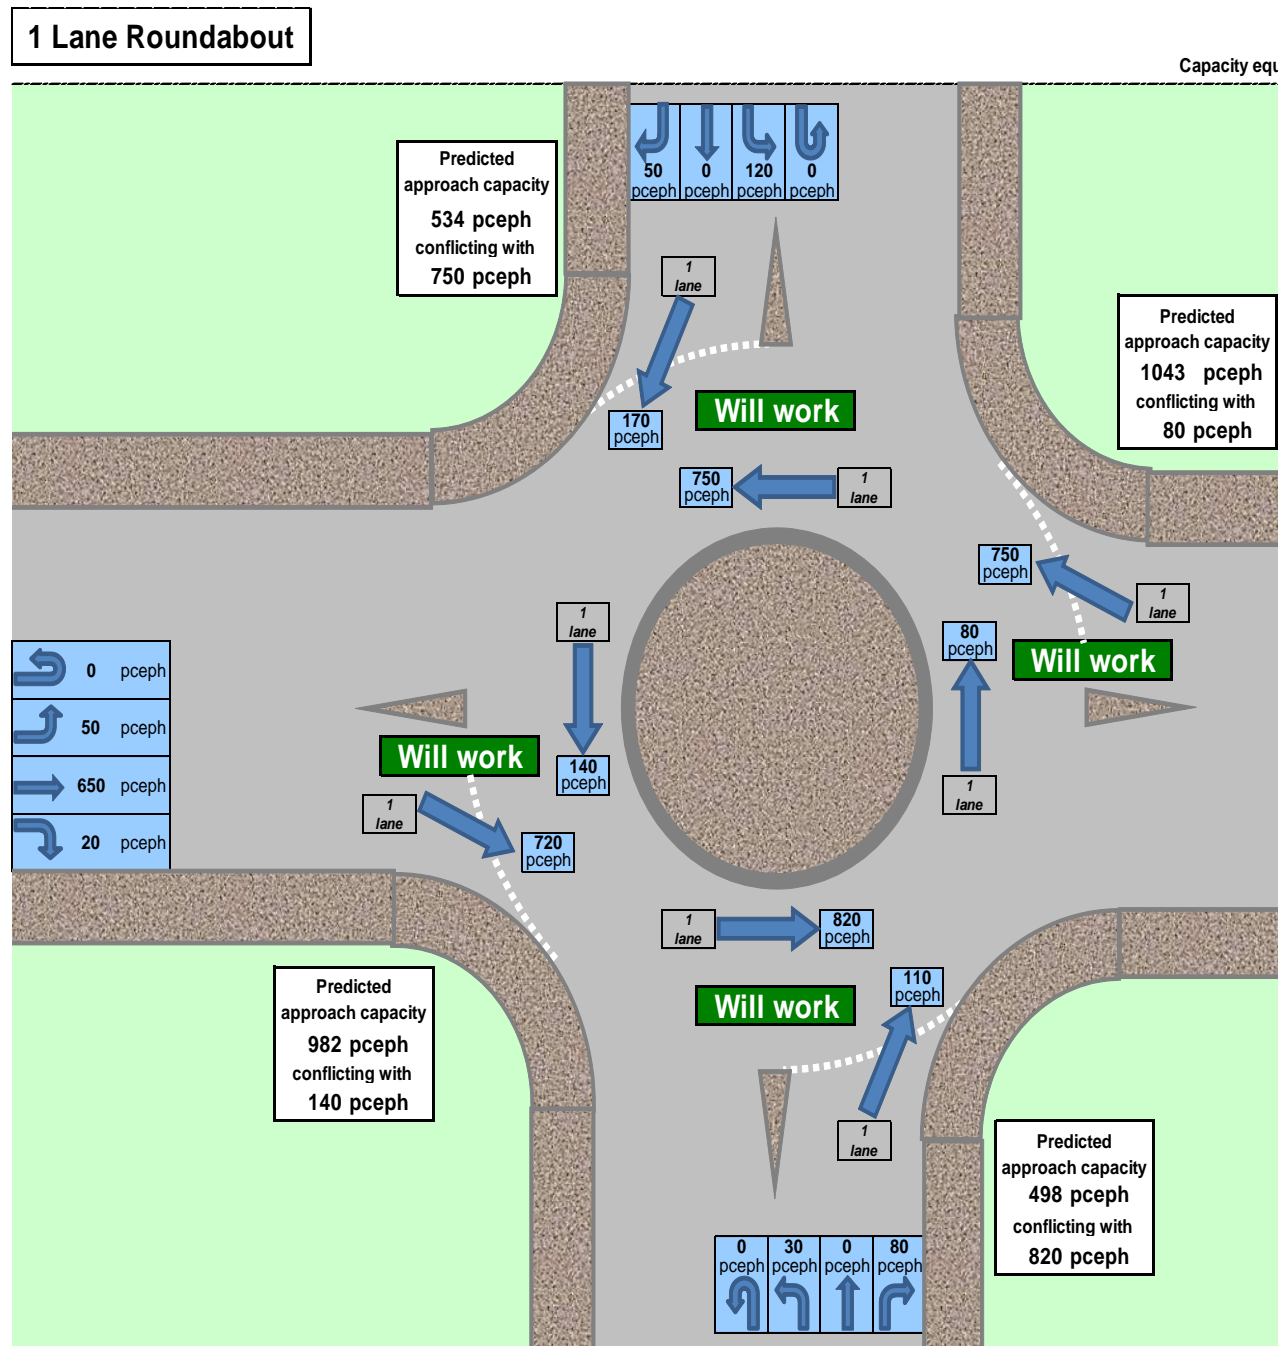 1 Lane Roundabout
Capacity equ
50 0 120 0
pceph pceph pceph pceph
Predicted
approach capacity
534 pceph
conflicting with
750 pceph
1
lane
Predicted
approach capacity
1043 pceph
conflicting with
80 pceph
170
pceph
Will work
750
pceph
1
lane
750
pceph
1
lane
1
lane
80
pceph
Will work
0 pceph
50 pceph
650 pceph
20 pceph
Will work
140
pceph
1
lane
1
lane
720
pceph
1
lane
820
pceph
Will work
110
pceph
Predicted
approach capacity
982 pceph
conflicting with
140 pceph
1
lane
Predicted
approach capacity
498 pceph
conflicting with
820 pceph
0 30 0 80
pceph pceph pceph pceph